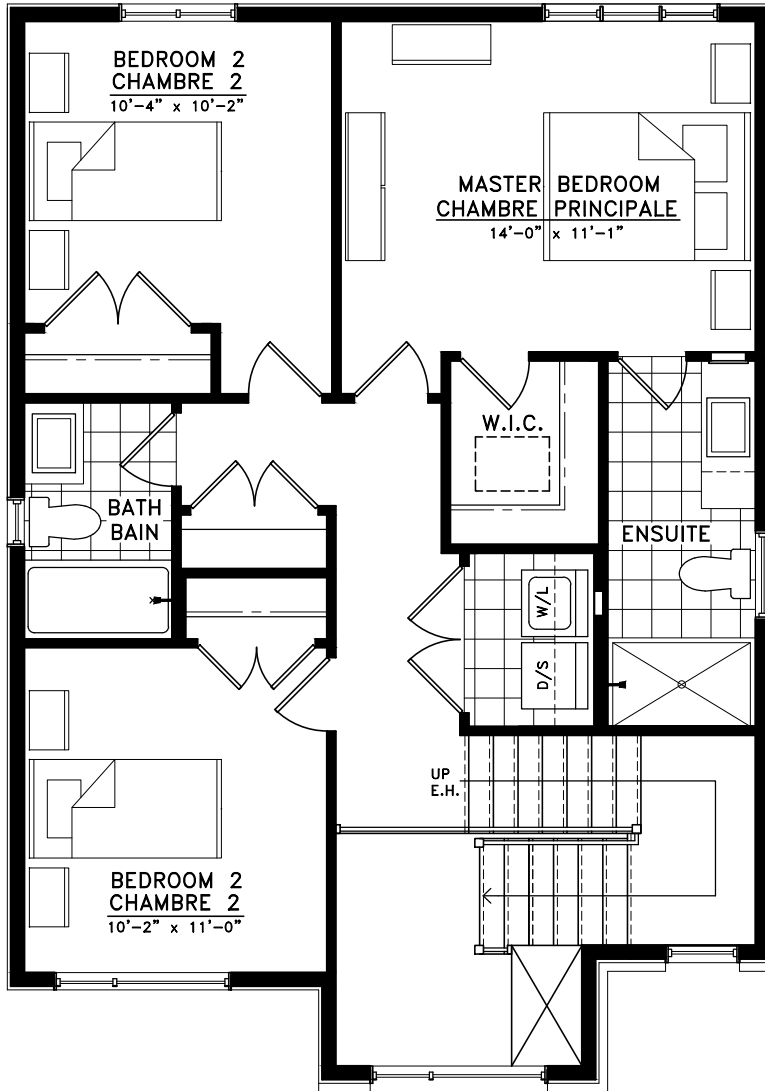 BEDROOM 2
CHAMBRE 2
10'-4" x 10'-2"
MASTER BEDROOM
CHAMBRE PRINCIPALE
14'-0" x 11'-1"
W.I.C.
BATH
BAIN
ENSUITE
W/L
D/S
UP
E.H.
BEDROOM 2
CHAMBRE 2
10'-2" x 11'-0"